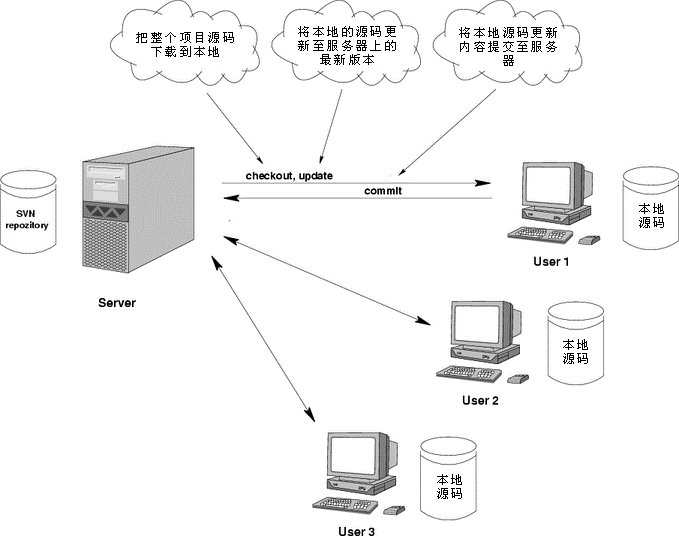 把整个项目源码
下载到本地
将本地的源码更
新至服务器上的
最新版本
将本地源码更新
内容提交至服务
器
checkout, update
commit
SVN
repozitory
Server
本地
源码
User 1
本地
源码
User 2
本地
源码
User 3